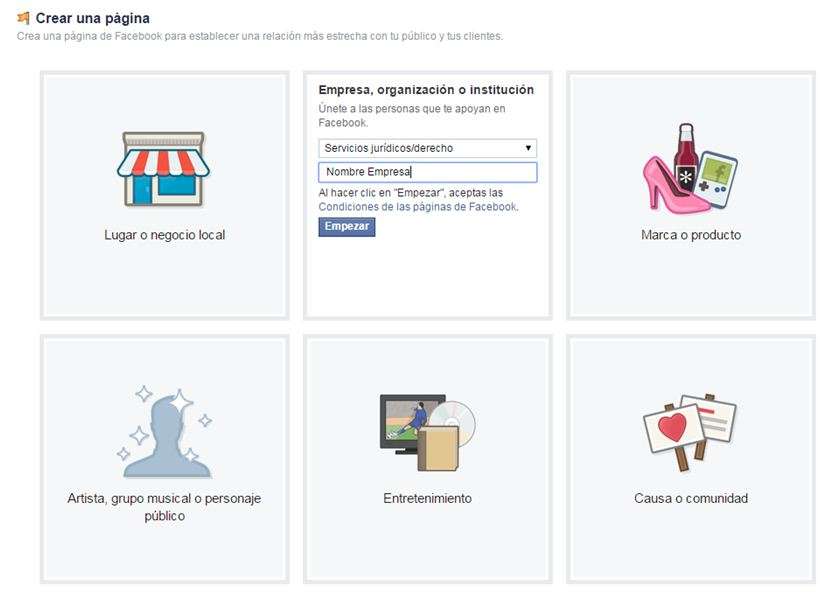 Crear una página
Crea una página de Facebook para establecer una relación más estrecha con tu público y tus clientes.
Lugar o negocio local
Empresa, organización o institución
Únete a las personas que te apoyan en
Facebook.
Servicios jurídicos/derecho
Nombre Empresa
Al hacer clic en "Empezar", aceptas las
Condiciones de las páginas de Facebook.
Empezar
Marca o producto
Artista, grupo musical o personaje
público
Entretenimiento
Causa o comunidad